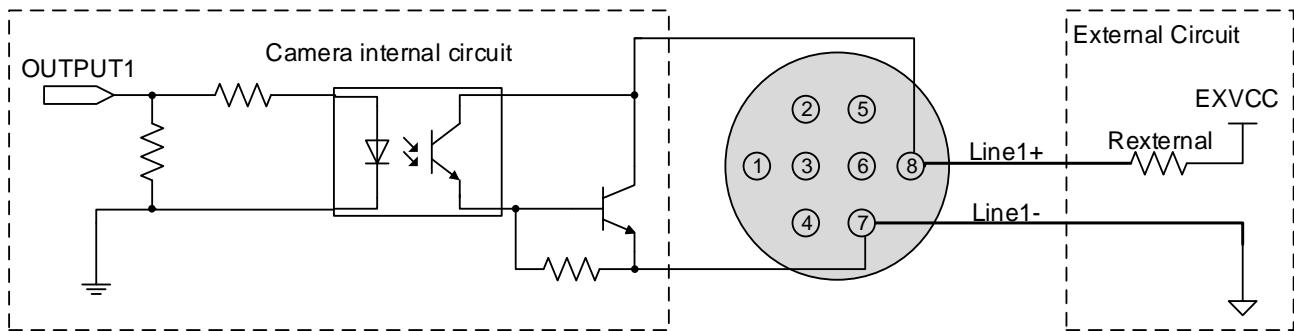 Camera internal circuit
OUTPUT1
External Circuit
EXVCC
Rexternal
Line1+
Line1-
2
5
1
3
6
8
4
7